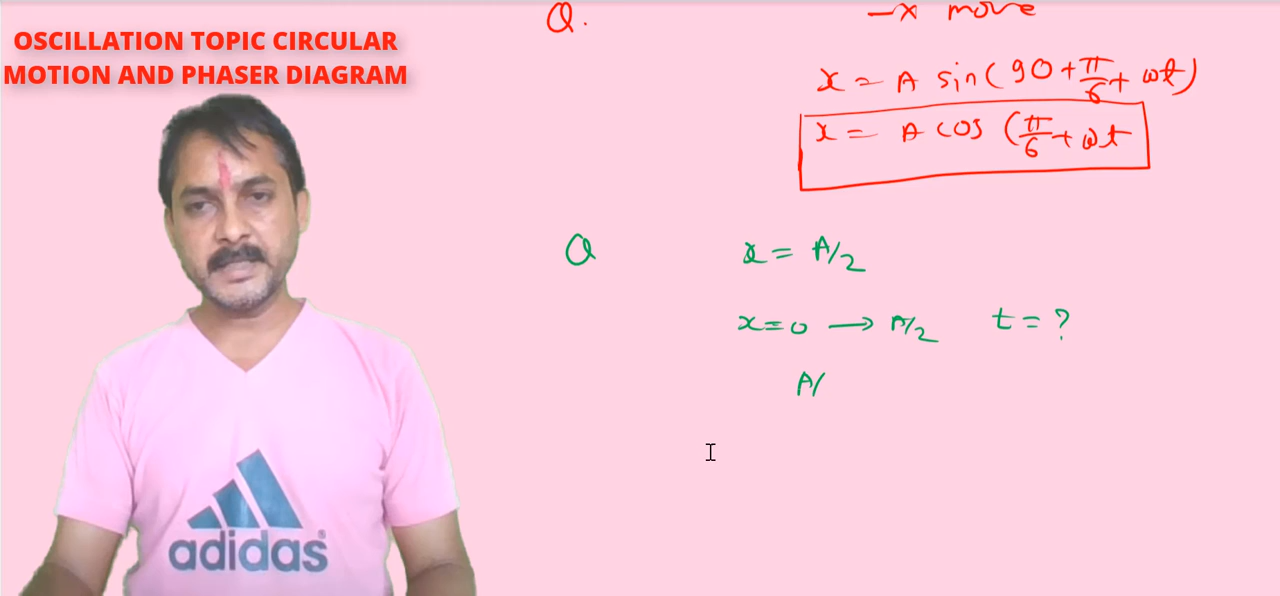 OSCILLATION TOPIC CIRCULAR
MOTION AND PHASER DIAGRAM
Q.
-x move
x = A sin(90 + π/6 + ωt)
x = A cos (π/6 + ωt
Q
x = A/2
x = 0 → A/2 t = ?
A/
adidas®